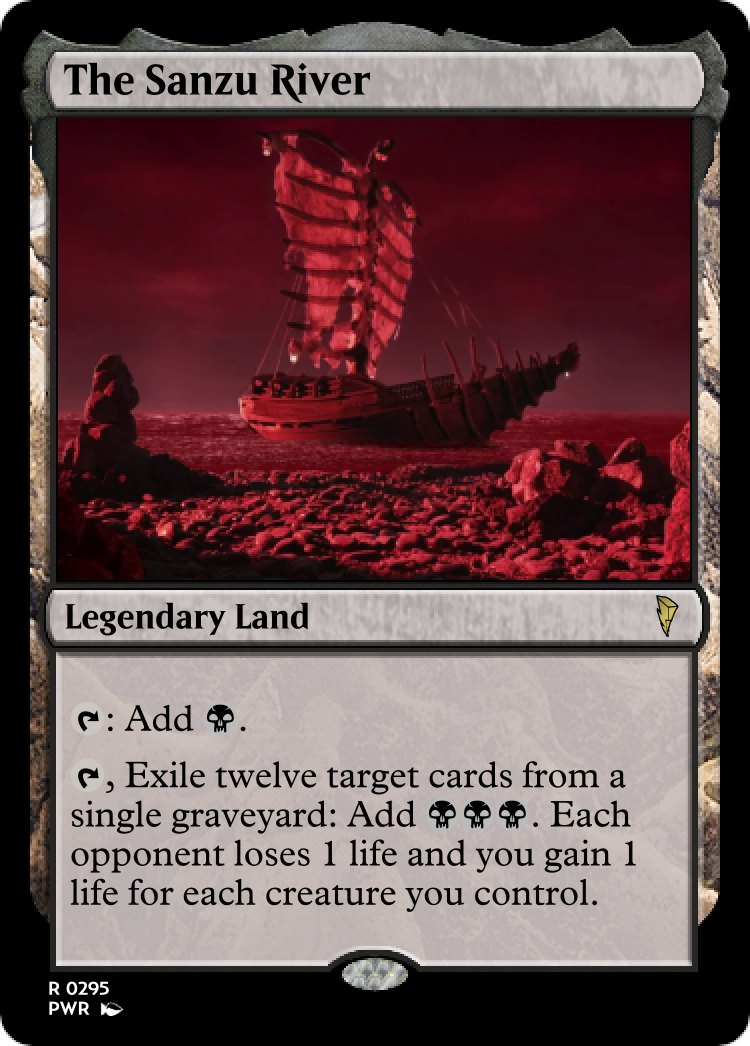 The Sanzu River
Legendary Land
: Add .
, Exile twelve target cards from a
single graveyard: Add . Each
opponent loses 1 life and you gain 1
life for each creature you control.
R 0295
PWR